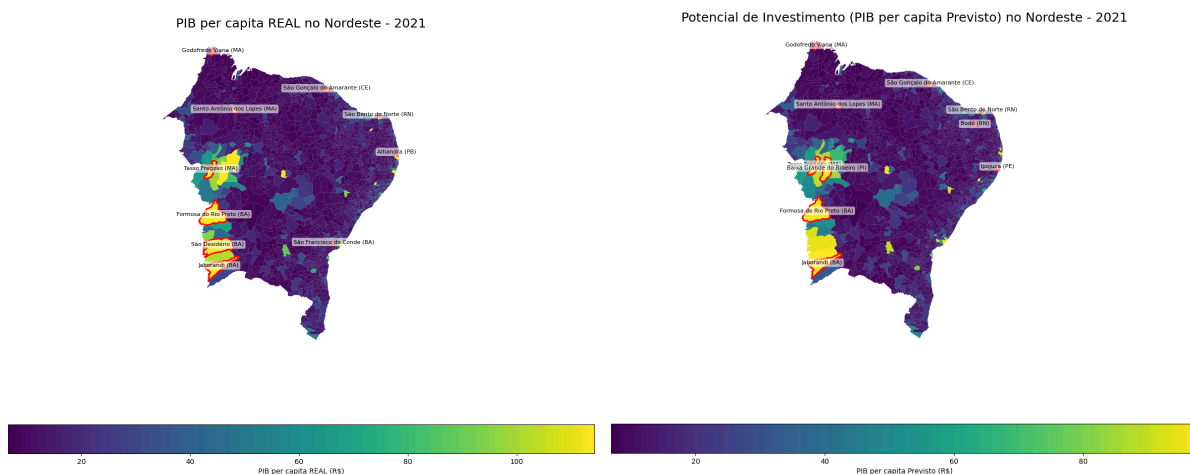 PIB per capita REAL no Nordeste - 2021
Godofredo Viana (MA)
São Gonçalo do Amarante (CE)
Santo Antônio dos Lopes (MA)
São Bento do Norte (RN)
Alhandra (PB)
Tasso Fragoso (MA)
Formosa do Rio Preto (BA)
São Desidério (BA)
São Francisco do Conde (BA)
Jaborandi (BA)
20 40 60 80 100
PIB per capita REAL (R$)
Potencial de Investimento (PIB per capita Previsto) no Nordeste - 2021
Godofredo Viana (MA)
São Gonçalo do Amarante (CE)
Santo Antônio dos Lopes (MA)
São Bento do Norte (RN)
Bodó (RN)
Ipojuca (PE)
Baixa Grande do Ribeiro (PI)
Formosa do Rio Preto (BA)
Jaborandi (BA)
20 40 60 80
PIB per capita Previsto (R$)